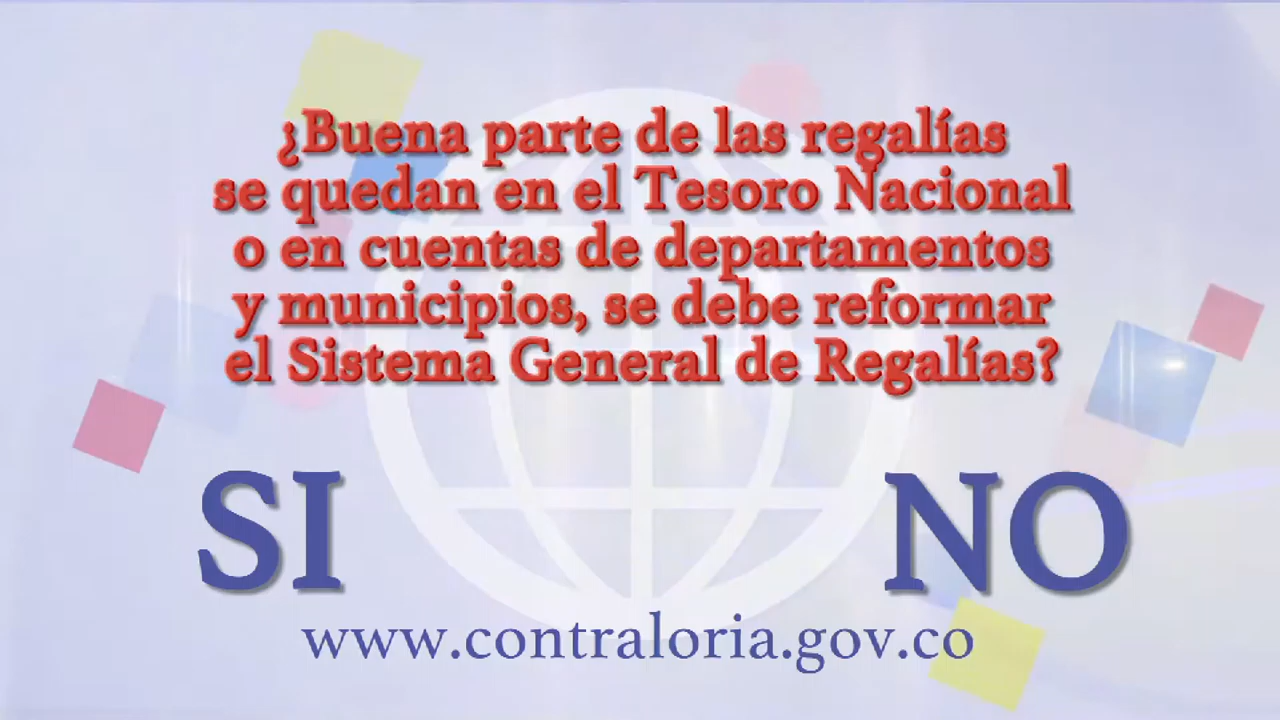 ¿Buena parte de las regalías
se quedan en el Tesoro Nacional
o en cuentas de departamentos
y municipios, se debe reformar
el Sistema General de Regalías?
SI NO
www.contraloria.gov.co